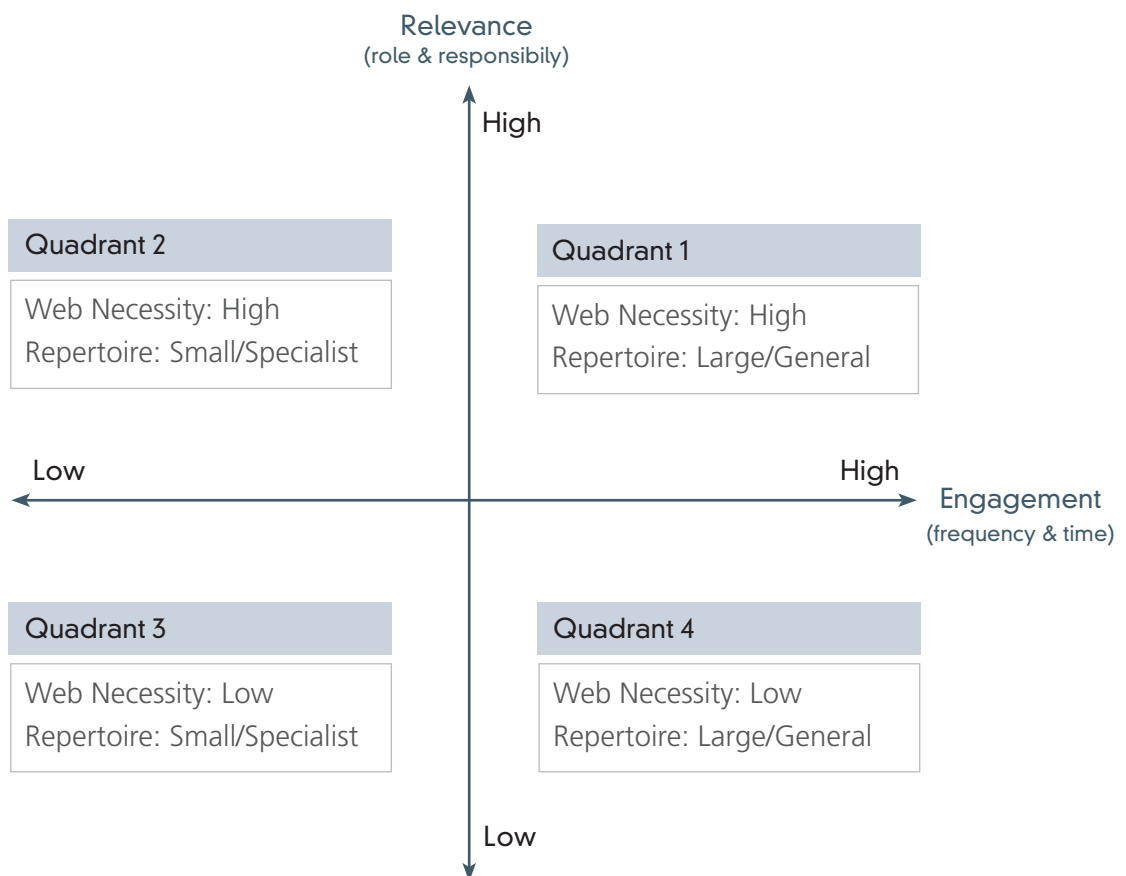 Relevance
(role & responsibily)
High
Quadrant 2
Web Necessity: High
Repertoire: Small/Specialist
Quadrant 1
Web Necessity: High
Repertoire: Large/General
Low
High
Engagement
(frequency & time)
Quadrant 3
Web Necessity: Low
Repertoire: Small/Specialist
Quadrant 4
Web Necessity: Low
Repertoire: Large/General
Low